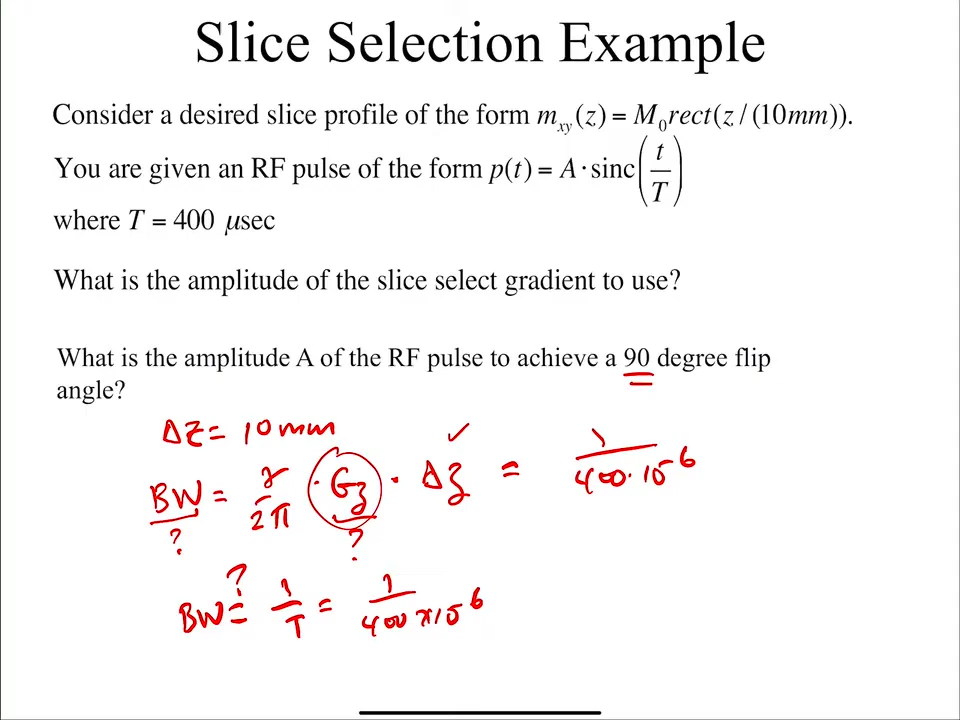 Slice Selection Example
Consider a desired slice profile of the form m_xy(z) = M_0 rect(z / (10mm)).
You are given an RF pulse of the form p(t) = A · sinc(t/T)
where T = 400 μsec
What is the amplitude of the slice select gradient to use?
What is the amplitude A of the RF pulse to achieve a 90 degree flip
angle?
Δz = 10 mm ✓
BW = γ/2π · Gz · Δz = 1/400·10^-6
? ?
?
BW = 1/T = 1/400×10^-6